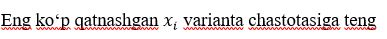 Eng ko‘p qatnashgan 𝑥𝑖 varianta chastotasiga teng